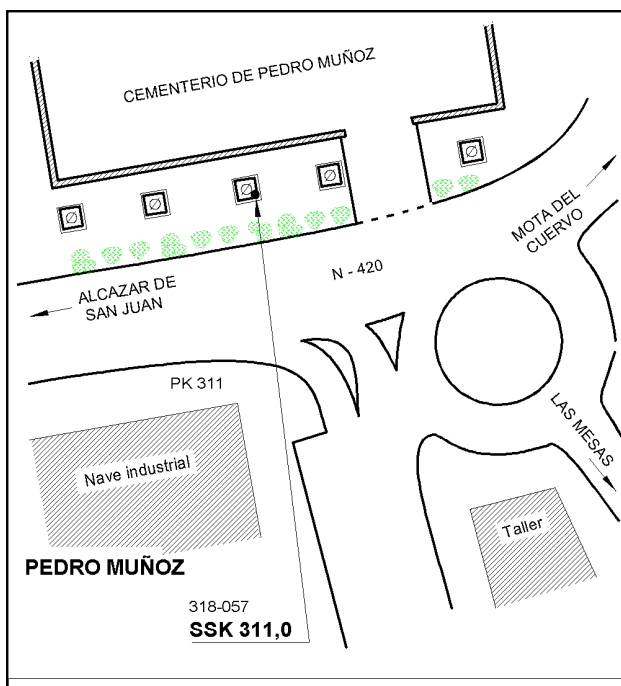 CEMENTERIO DE PEDRO MUÑOZ
MOTA DEL
CUERVO
N - 420
ALCAZAR DE
SAN JUAN
PK 311
LAS MESAS
Nave industrial
Taller
PEDRO MUÑOZ
318-057
SSK 311,0